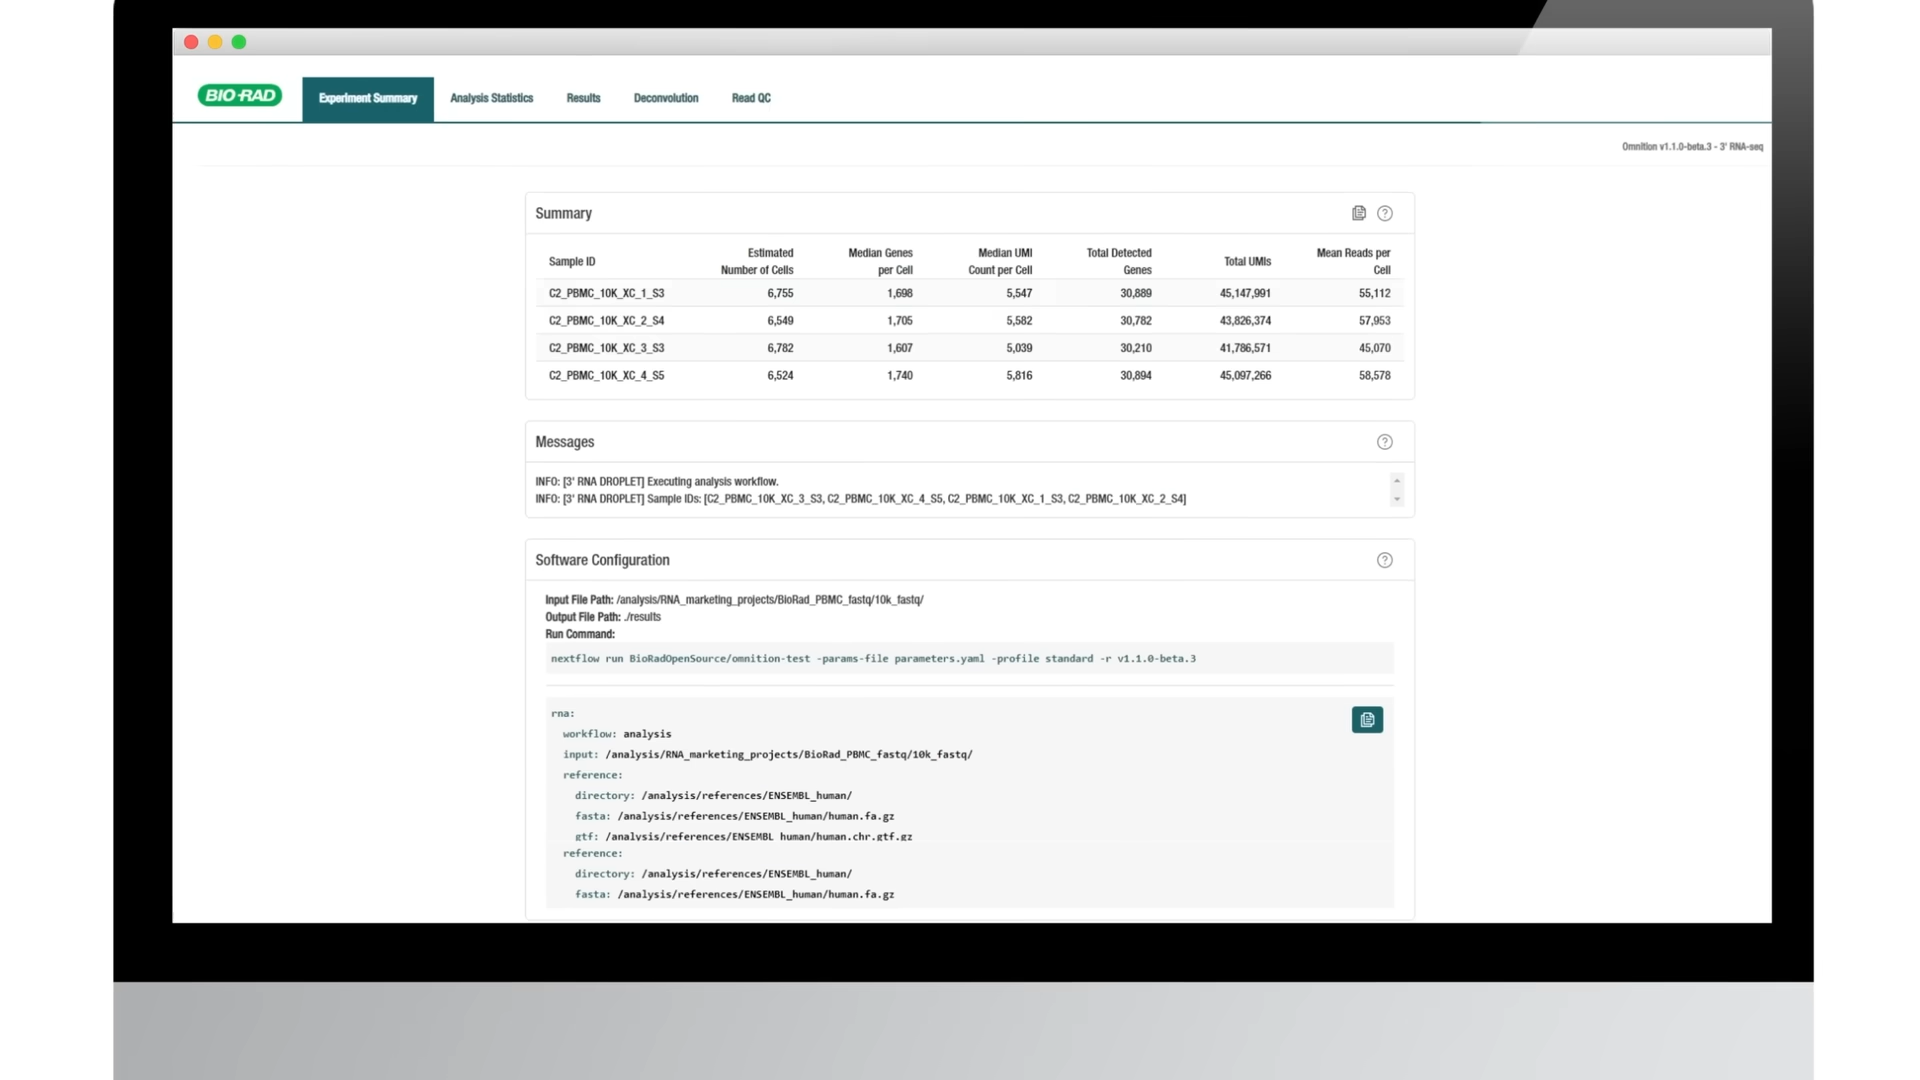 BIO-RAD Experiment Summary Analysis Statistics Results Deconvolution Read QC
Omnition v1.1.0-beta.3 - 3' RNA-seq
Summary
Sample ID Estimated Number of Cells Median Genes per Cell Median UMI Count per Cell Total Detected Genes Total UMIs Mean Reads per Cell
C2_PBMC_10K_XC_1_S3 6,755 1,698 5,547 30,889 45,147,991 55,112
C2_PBMC_10K_XC_2_S4 6,549 1,705 5,582 30,782 43,826,374 57,953
C2_PBMC_10K_XC_3_S3 6,782 1,607 5,039 30,210 41,786,571 45,070
C2_PBMC_10K_XC_4_S5 6,524 1,740 5,816 30,894 45,097,266 58,578
Messages
INFO: [3' RNA DROPLET] Executing analysis workflow.
INFO: [3' RNA DROPLET] Sample IDs: [C2_PBMC_10K_XC_3_S3, C2_PBMC_10K_XC_4_S5, C2_PBMC_10K_XC_1_S3, C2_PBMC_10K_XC_2_S4]
Software Configuration
Input File Path: /analysis/RNA_marketing_projects/BioRad_PBMC_fastq/10k_fastq/
Output File Path: ./results
Run Command:
nextflow run BioRadOpenSource/omnition-test -params-file parameters.yaml -profile standard -r v1.1.0-beta.3
rna:
workflow: analysis
input: /analysis/RNA_marketing_projects/BioRad_PBMC_fastq/10k_fastq/
reference:
directory: /analysis/references/ENSEMBL_human/
fasta: /analysis/references/ENSEMBL_human/human.fa.gz
gtf: /analysis/references/ENSEMBL_human/human.chr.gtf.gz
reference:
directory: /analysis/references/ENSEMBL_human/
fasta: /analysis/references/ENSEMBL_human/human.fa.gz